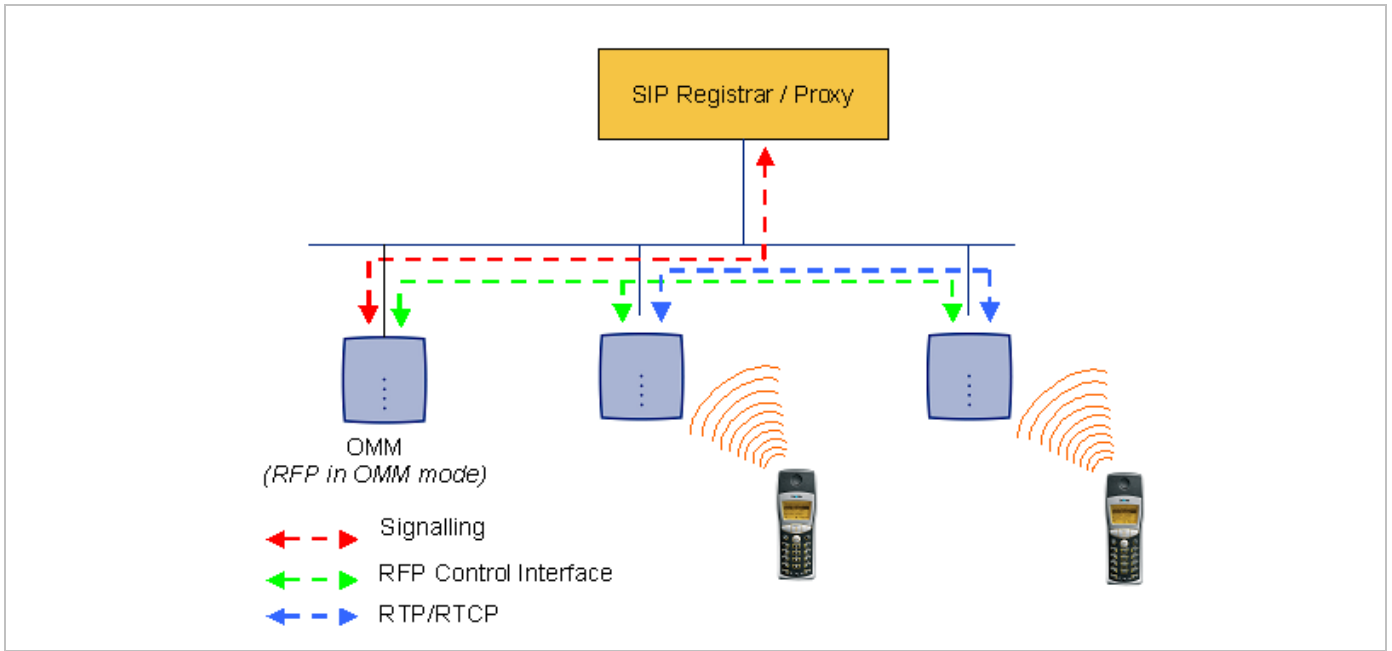 SIP Registrar / Proxy
OMM
(RFP in OMM mode)
Signalling
RFP Control Interface
RTP/RTCP